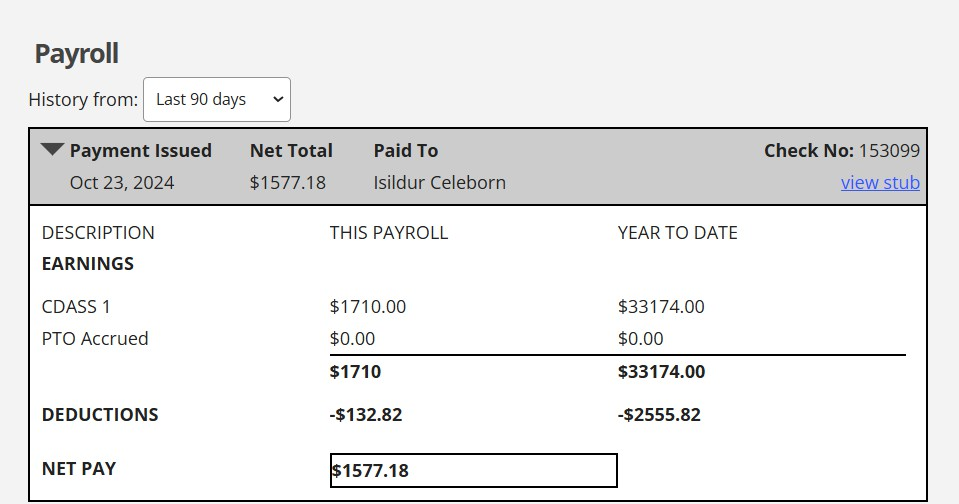 Payroll
History from: Last 90 days
Payment Issued Net Total Paid To Check No: 153099
Oct 23, 2024 $1577.18 Isildur Celeborn view stub
DESCRIPTION THIS PAYROLL YEAR TO DATE
EARNINGS
CDASS 1 $1710.00 $33174.00
PTO Accrued $0.00 $0.00
$1710 $33174.00
DEDUCTIONS -$132.82 -$2555.82
NET PAY $1577.18